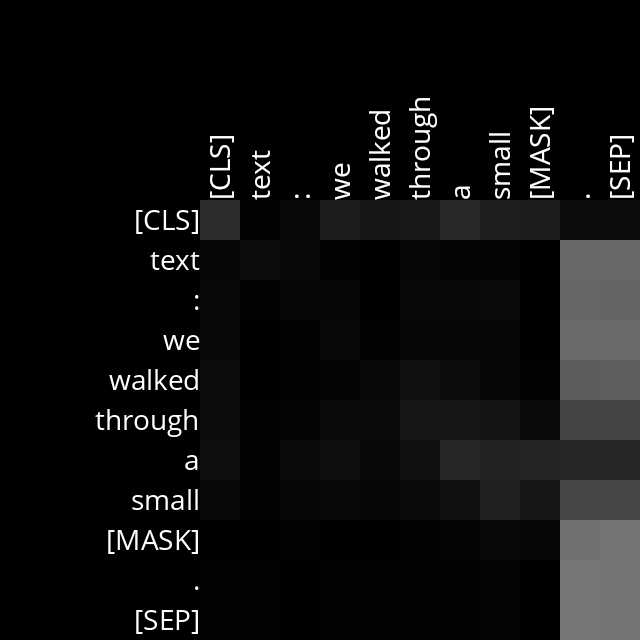 [CLS]
text
:
we
walked
through
a
small
[MASK]
.
[SEP]
[CLS]
text
:
we
walked
through
a
small
[MASK]
.
[SEP]